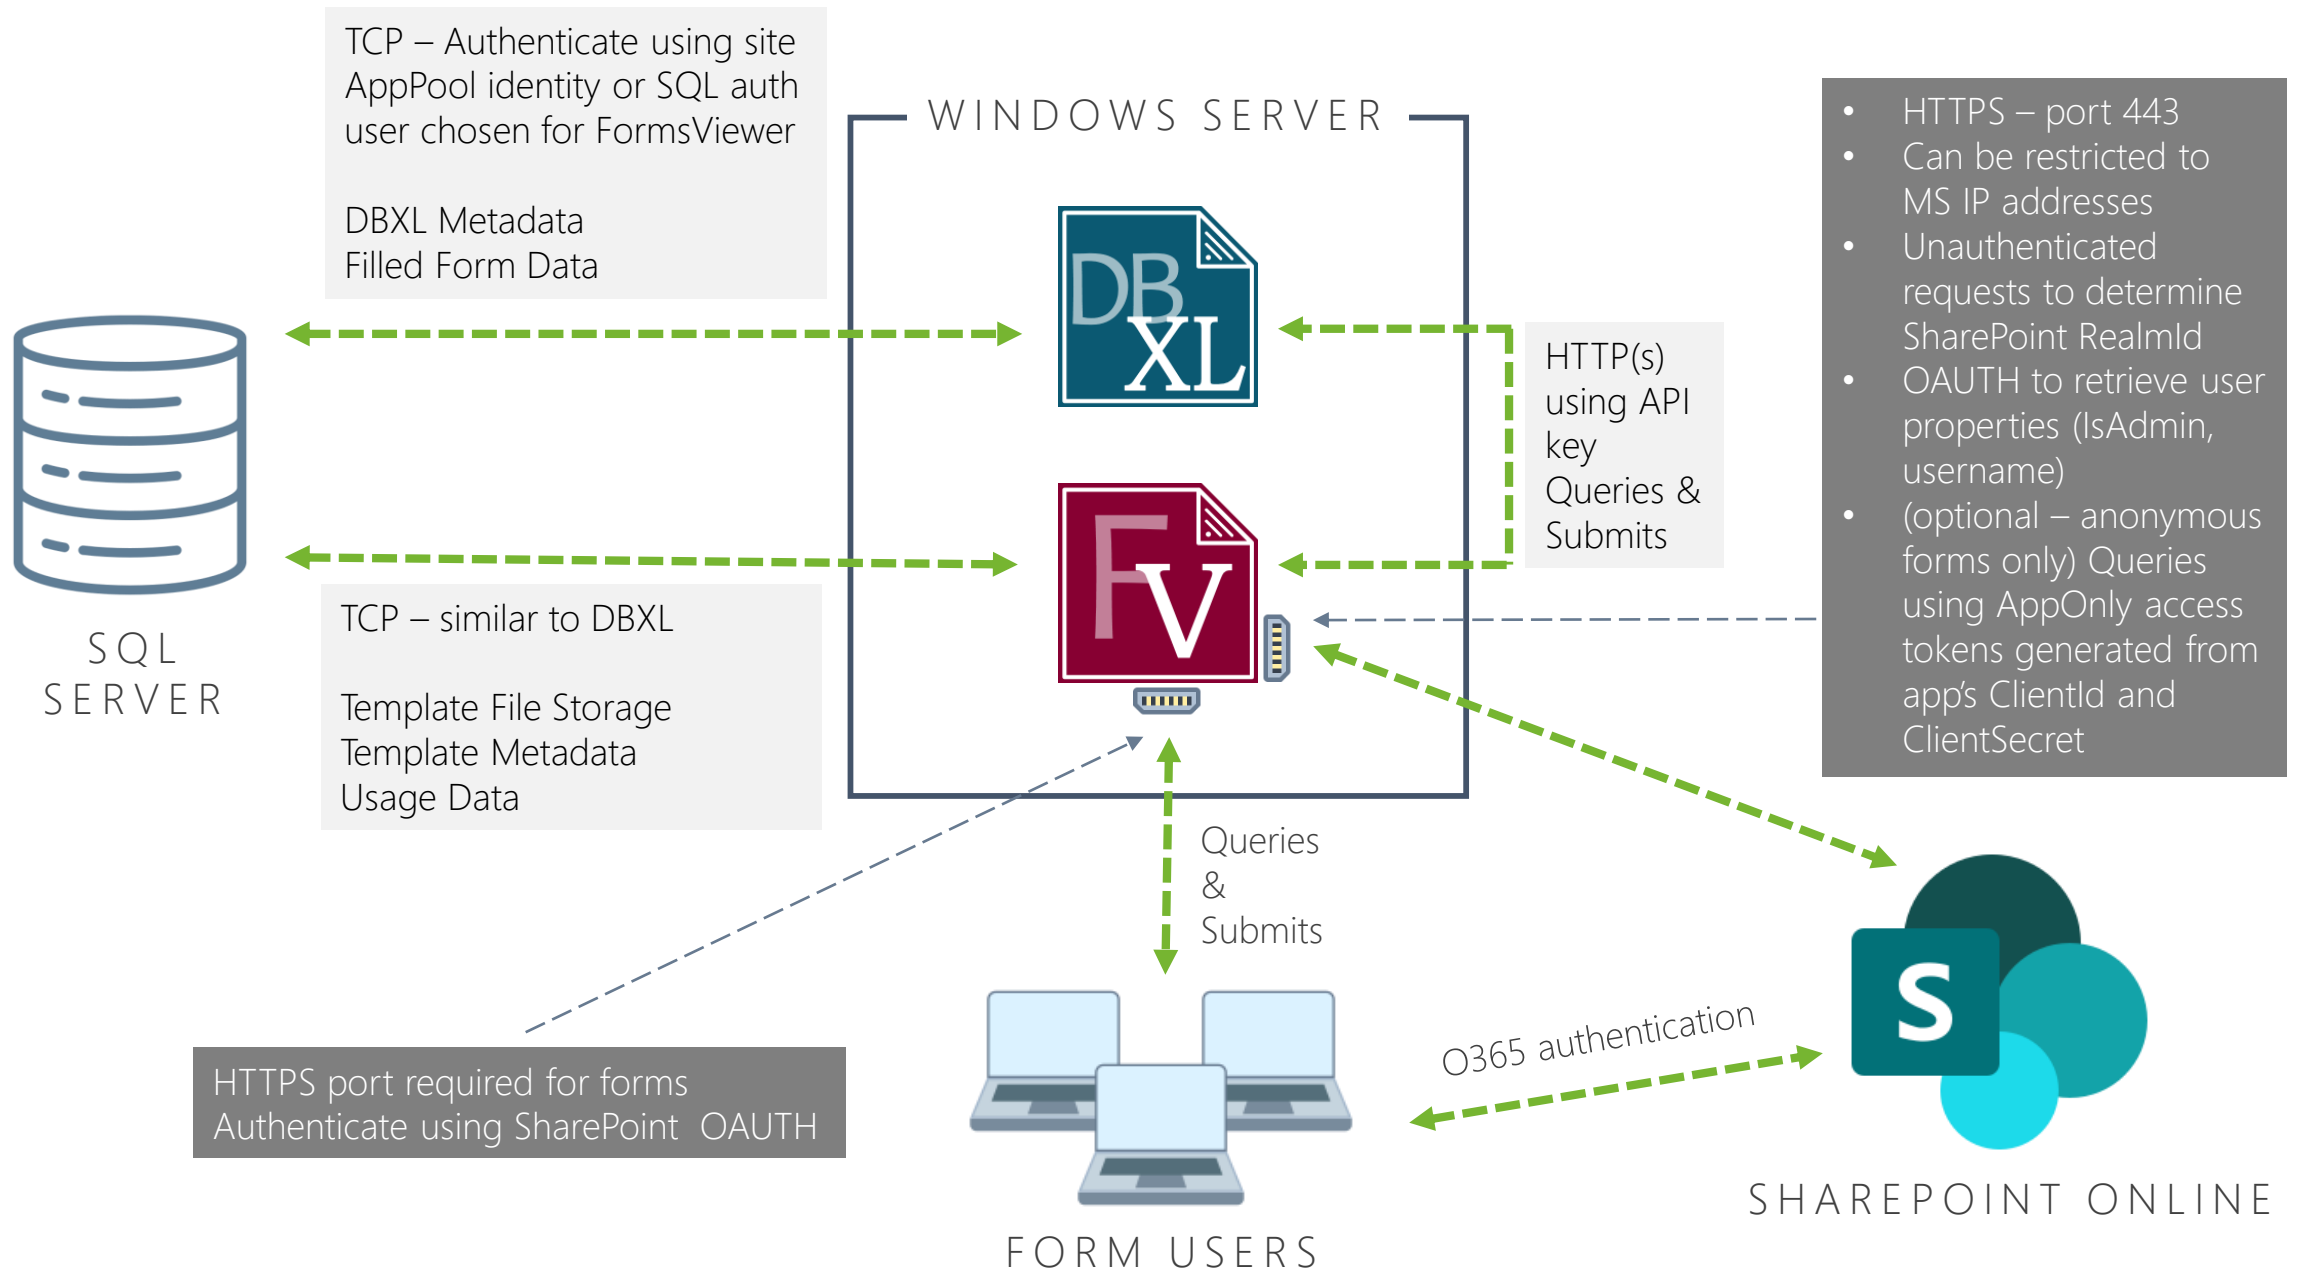 TCP – Authenticate using site
AppPool identity or SQL auth
user chosen for FormsViewer
DBXL Metadata
Filled Form Data
WINDOWS SERVER
DB
XL
HTTP(s)
using API
key
Queries &
Submits
• HTTPS – port 443
• Can be restricted to
MS IP addresses
• Unauthenticated
requests to determine
SharePoint RealmId
• OAUTH to retrieve user
properties (IsAdmin,
username)
• (optional – anonymous
forms only) Queries
using AppOnly access
tokens generated from
app's ClientId and
ClientSecret
SQL
SERVER
TCP – similar to DBXL
Template File Storage
Template Metadata
Usage Data
F
V
Queries
&
Submits
HTTPS port required for forms
Authenticate using SharePoint OAUTH
O365 authentication
S
SHAREPOINT ONLINE
FORM USERS